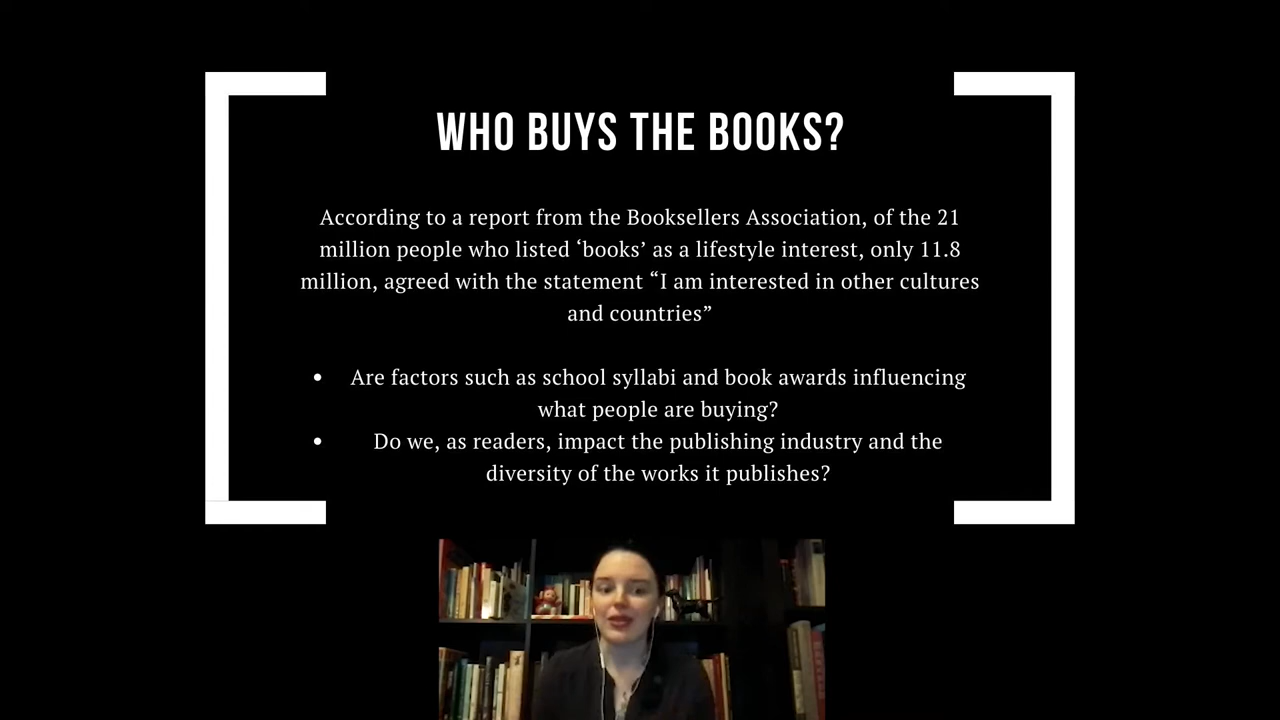 WHO BUYS THE BOOKS?
According to a report from the Booksellers Association, of the 21
million people who listed ‘books’ as a lifestyle interest, only 11.8
million, agreed with the statement “I am interested in other cultures
and countries”
• Are factors such as school syllabi and book awards influencing
what people are buying?
• Do we, as readers, impact the publishing industry and the
diversity of the works it publishes?